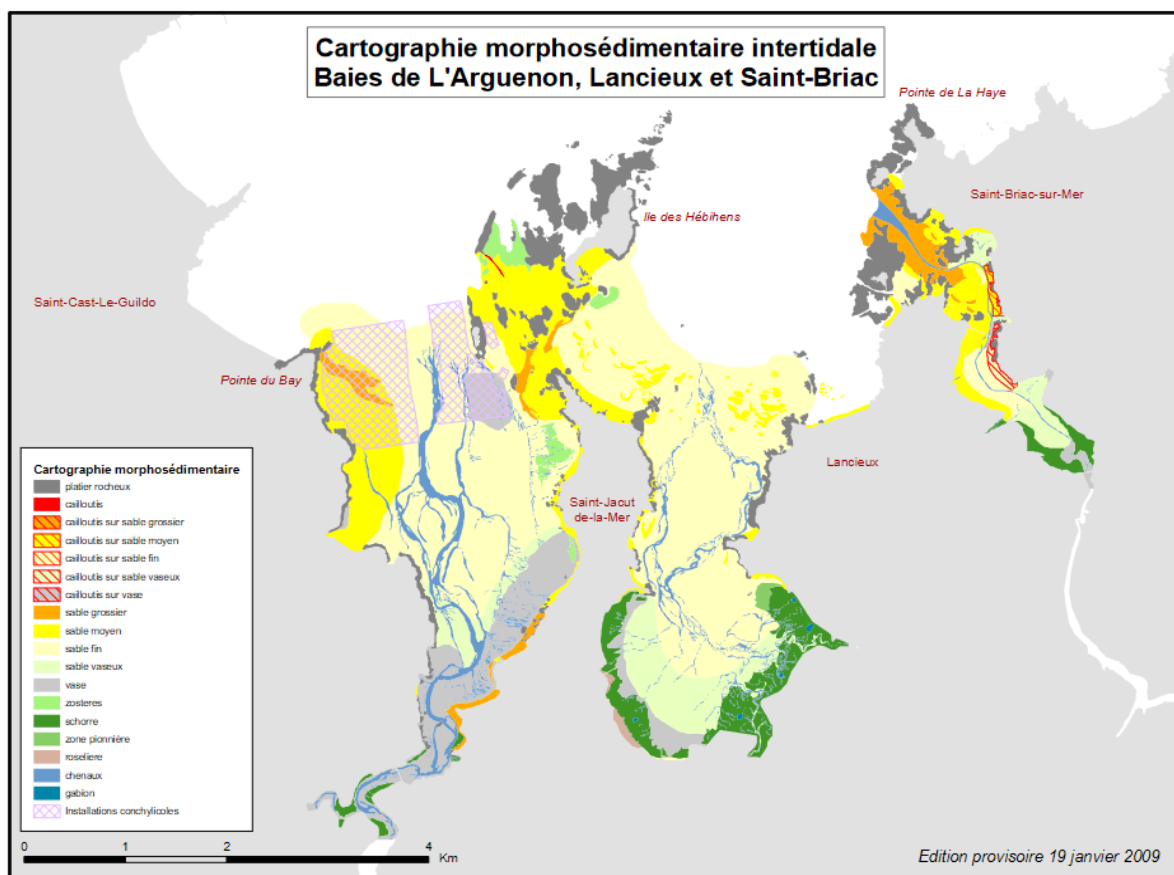 Cartographie morphosédimentaire intertidale
Baies de L'Arguenon, Lancieux et Saint-Briac
Pointe de La Haye
Saint-Briac-sur-Mer
Ile des Hébihens
Saint-Cast-Le-Guildo
Pointe du Bay
Lancieux
Saint-Jacut
de-la-Mer
Cartographie morphosédimentaire
platier rocheux
cailloutis
cailloutis sur sable grossier
cailloutis sur sable moyen
cailloutis sur sable fin
cailloutis sur sable vaseux
cailloutis sur vase
sable grossier
sable moyen
sable fin
sable vaseux
vase
zosteres
schorre
zone pionnière
roseliere
chenaux
gabion
Installations conchylicoles
0 1 2 4
Km
Edition provisoire 19 janvier 2009